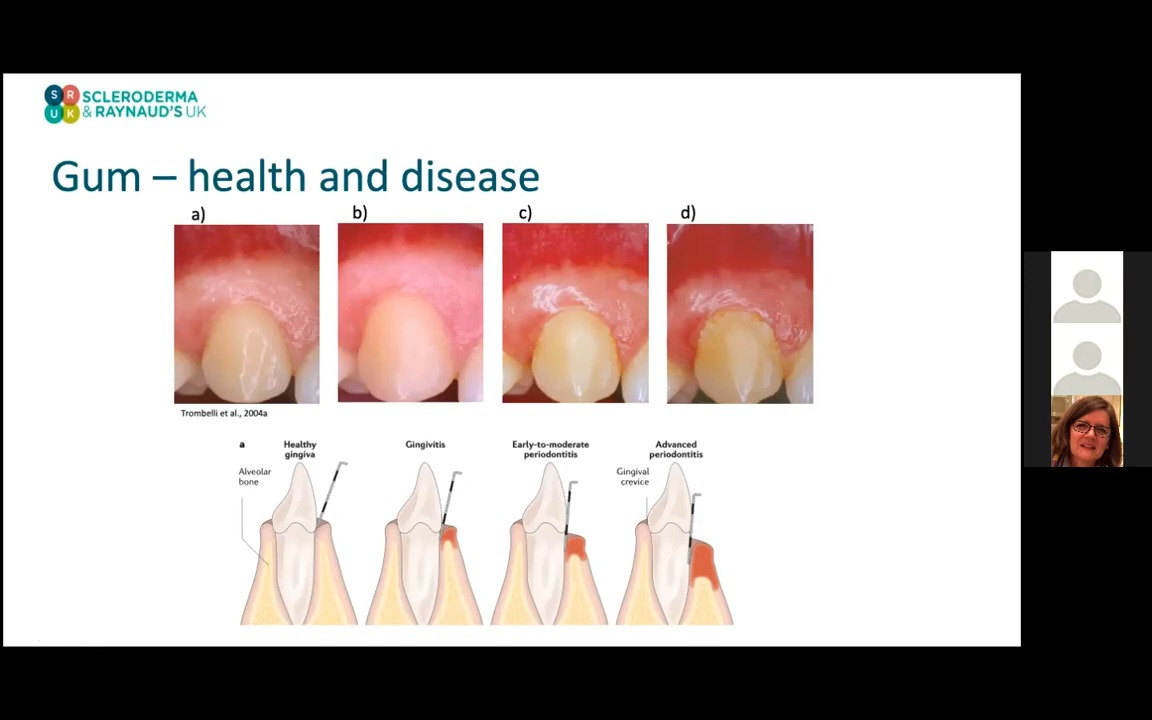 S R
U K
SCLERODERMA
& RAYNAUD'S UK
Gum – health and disease
a)
b)
c)
d)
Trombelli et al., 2004a
a
Healthy
gingiva
Gingivitis
Early-to-moderate
periodontitis
Advanced
periodontitis
Alveolar
bone
Gingival
crevice